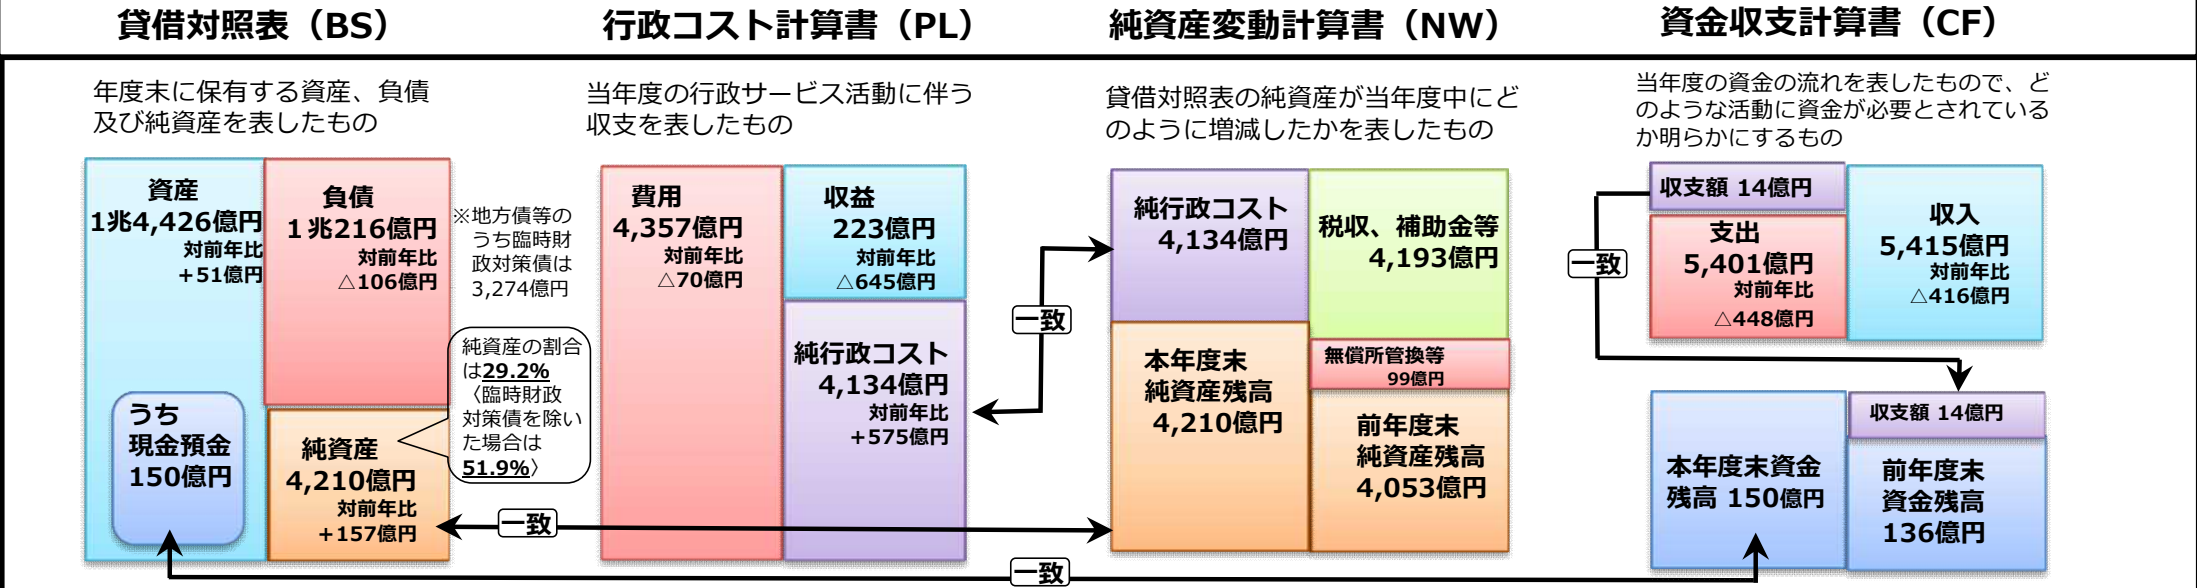 貸借対照表（BS）
行政コスト計算書（PL）
純資産変動計算書（NW）
資金収支計算書（CF）
年度末に保有する資産、負債
及び純資産を表したもの
資産
1兆4,426億円
対前年比
+51億円
うち
現金預金
150億円
負債
1兆216億円
対前年比
△106億円
※地方債等の
うち臨時財
政対策債は
3,274億円
純資産の割合
は29.2%
〈臨時財政
対策債を除い
た場合は
51.9%〉
純資産
4,210億円
対前年比
+157億円
当年度の行政サービス活動に伴う
収支を表したもの
費用
4,357億円
対前年比
△70億円
収益
223億円
対前年比
△645億円
純行政コスト
4,134億円
対前年比
+575億円
貸借対照表の純資産が当年度中にど
のように増減したかを表したもの
純行政コスト
4,134億円
税収、補助金等
4,193億円
無償所管換等
99億円
本年度末
純資産残高
4,210億円
前年度末
純資産残高
4,053億円
当年度の資金の流れを表したもので、ど
のような活動に資金が必要とされている
か明らかにするもの
収支額 14億円
支出
5,401億円
対前年比
△448億円
収入
5,415億円
対前年比
△416億円
収支額 14億円
本年度末資金
残高 150億円
前年度末
資金残高
136億円
一致
一致
一致
一致